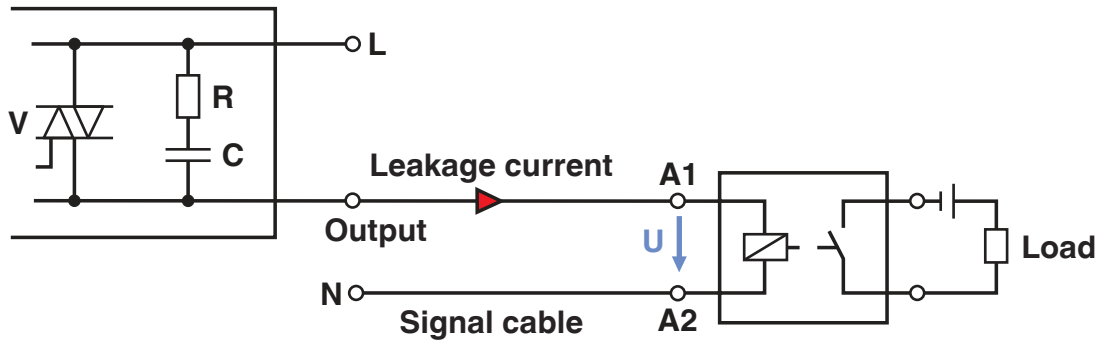 L
R
V
C
Leakage current
A1
Output
U
Load
N
Signal cable
A2